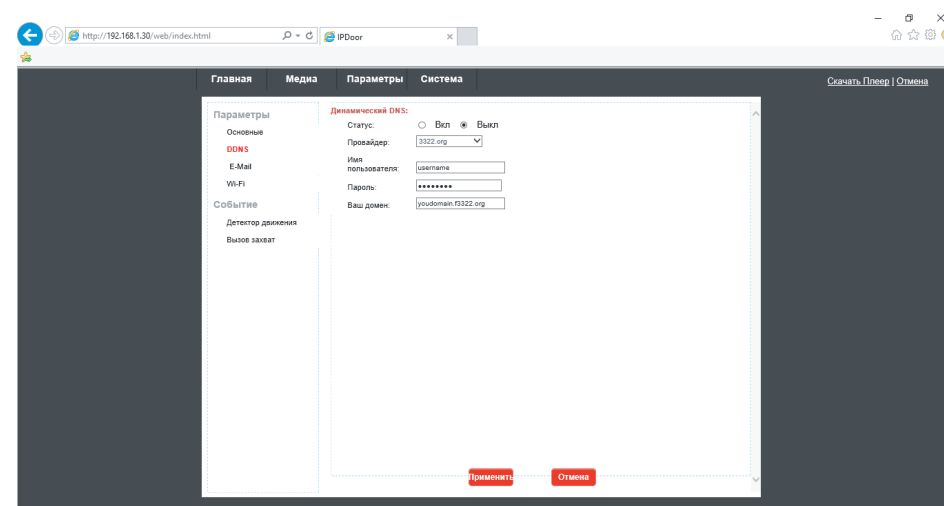 http://192.168.1.30/web/index.html
IPDoor
Главная Медиа Параметры Система
Скачать Плеер | Отмена
Параметры
Основные
DDNS
E-Mail
Wi-Fi
Событие
Детектор движения
Вызов захват
Динамический DNS:
Статус: Вкл Выкл
Провайдер: 3322.org
Имя
пользователя: username
Пароль: ••••••••
Ваш домен: youdomain.f3322.org
Применить Отмена